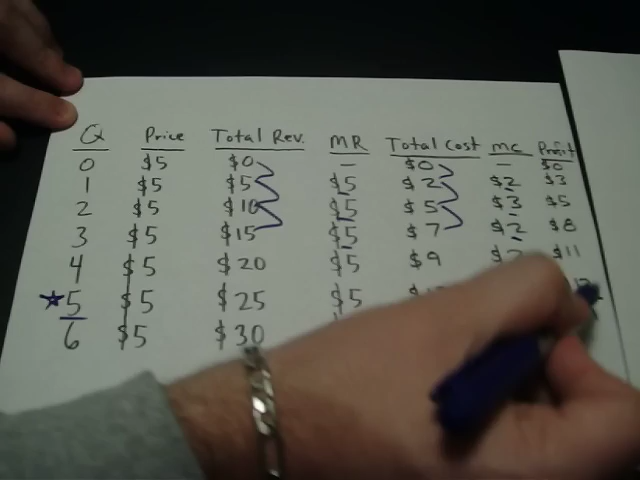 Q Price Total Rev. MR Total Cost MC Profit
0 $5 $0 – $0 – $0
1 $5 $5 $5 $2 $2 $3
2 $5 $10 $5 $5 $3 $5
3 $5 $15 $5 $7 $2 $8
4 $5 $20 $5 $9 $2 $11
5 $5 $25 $5
6 $5 $30